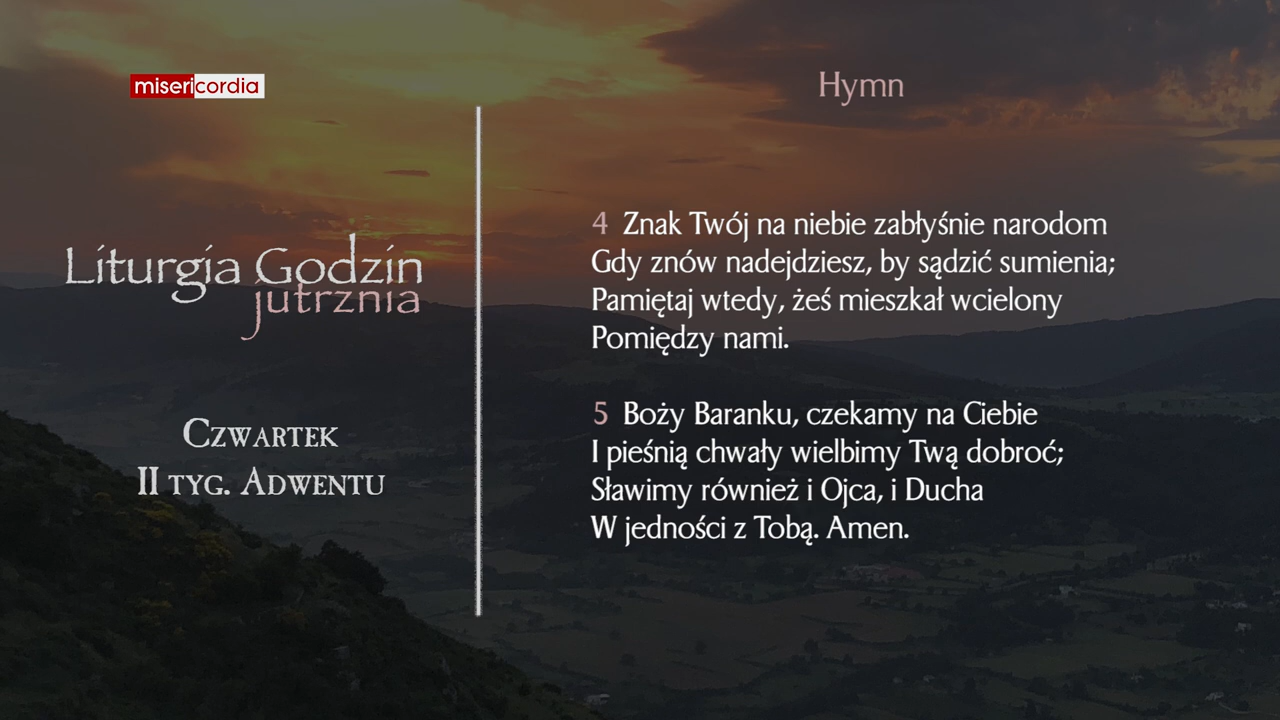 misericordia
Liturgia Godzin
jutrznia
Czwartek
II tyg. Adwentu
Hymn
4 Znak Twój na niebie zabłyśnie narodom
Gdy znów nadejdziesz, by sądzić sumienia;
Pamiętaj wtedy, żeś mieszkał wcielony
Pomiędzy nami.
5 Boży Baranku, czekamy na Ciebie
I pieśnią chwały wielbimy Twą dobroć;
Sławimy również i Ojca, i Ducha
W jedności z Tobą. Amen.